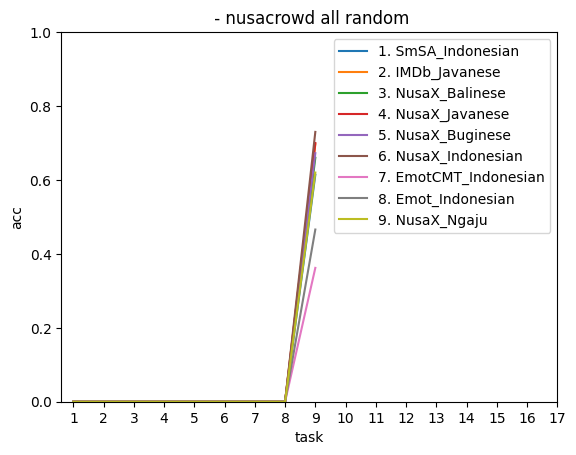 - nusacrowd all random
1.0
0.8
0.6
0.4
0.2
0.0
acc
1. SmSA_Indonesian
2. IMDb_Javanese
3. NusaX_Balinese
4. NusaX_Javanese
5. NusaX_Buginese
6. NusaX_Indonesian
7. EmotCMT_Indonesian
8. Emot_Indonesian
9. NusaX_Ngaju
1 2 3 4 5 6 7 8 9 10 11 12 13 14 15 16 17
task